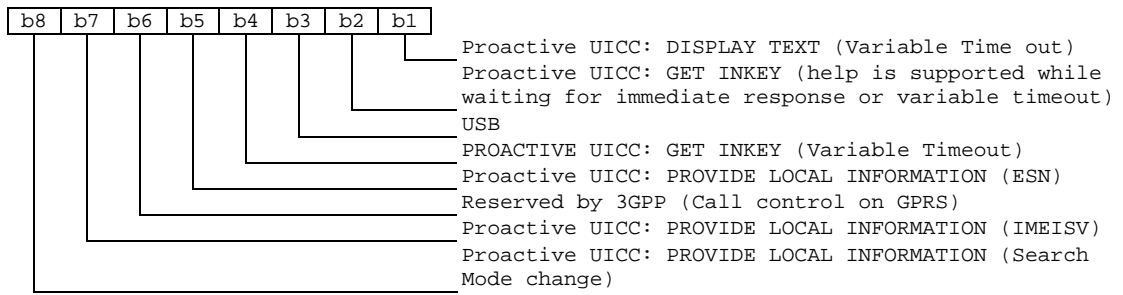 b8 b7 b6 b5 b4 b3 b2 b1
Proactive UICC: DISPLAY TEXT (Variable Time out)
Proactive UICC: GET INKEY (help is supported while
waiting for immediate response or variable timeout)
USB
PROACTIVE UICC: GET INKEY (Variable Timeout)
Proactive UICC: PROVIDE LOCAL INFORMATION (ESN)
Reserved by 3GPP (Call control on GPRS)
Proactive UICC: PROVIDE LOCAL INFORMATION (IMEISV)
Proactive UICC: PROVIDE LOCAL INFORMATION (Search
Mode change)